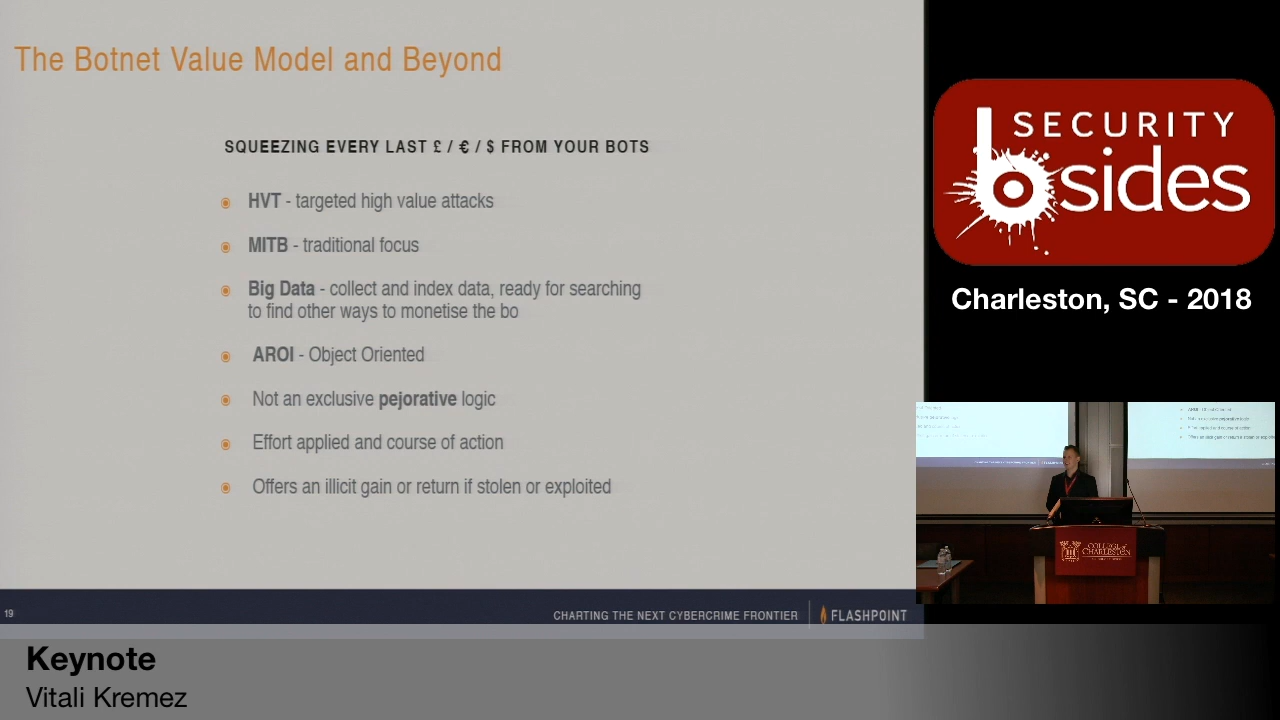 The Botnet Value Model and Beyond
SQUEEZING EVERY LAST £ / € / $ FROM YOUR BOTS
HVT - targeted high value attacks
MITB - traditional focus
Big Data - collect and index data, ready for searching
to find other ways to monetise the bo
AROI - Object Oriented
Not an exclusive pejorative logic
Effort applied and course of action
Offers an illicit gain or return if stolen or exploited
19
CHARTING THE NEXT CYBERCRIME FRONTIER
FLASHPOINT
SECURITY
bsides
Charleston, SC - 2018
COLLEGE of
CHARLESTON
Keynote
Vitali Kremez